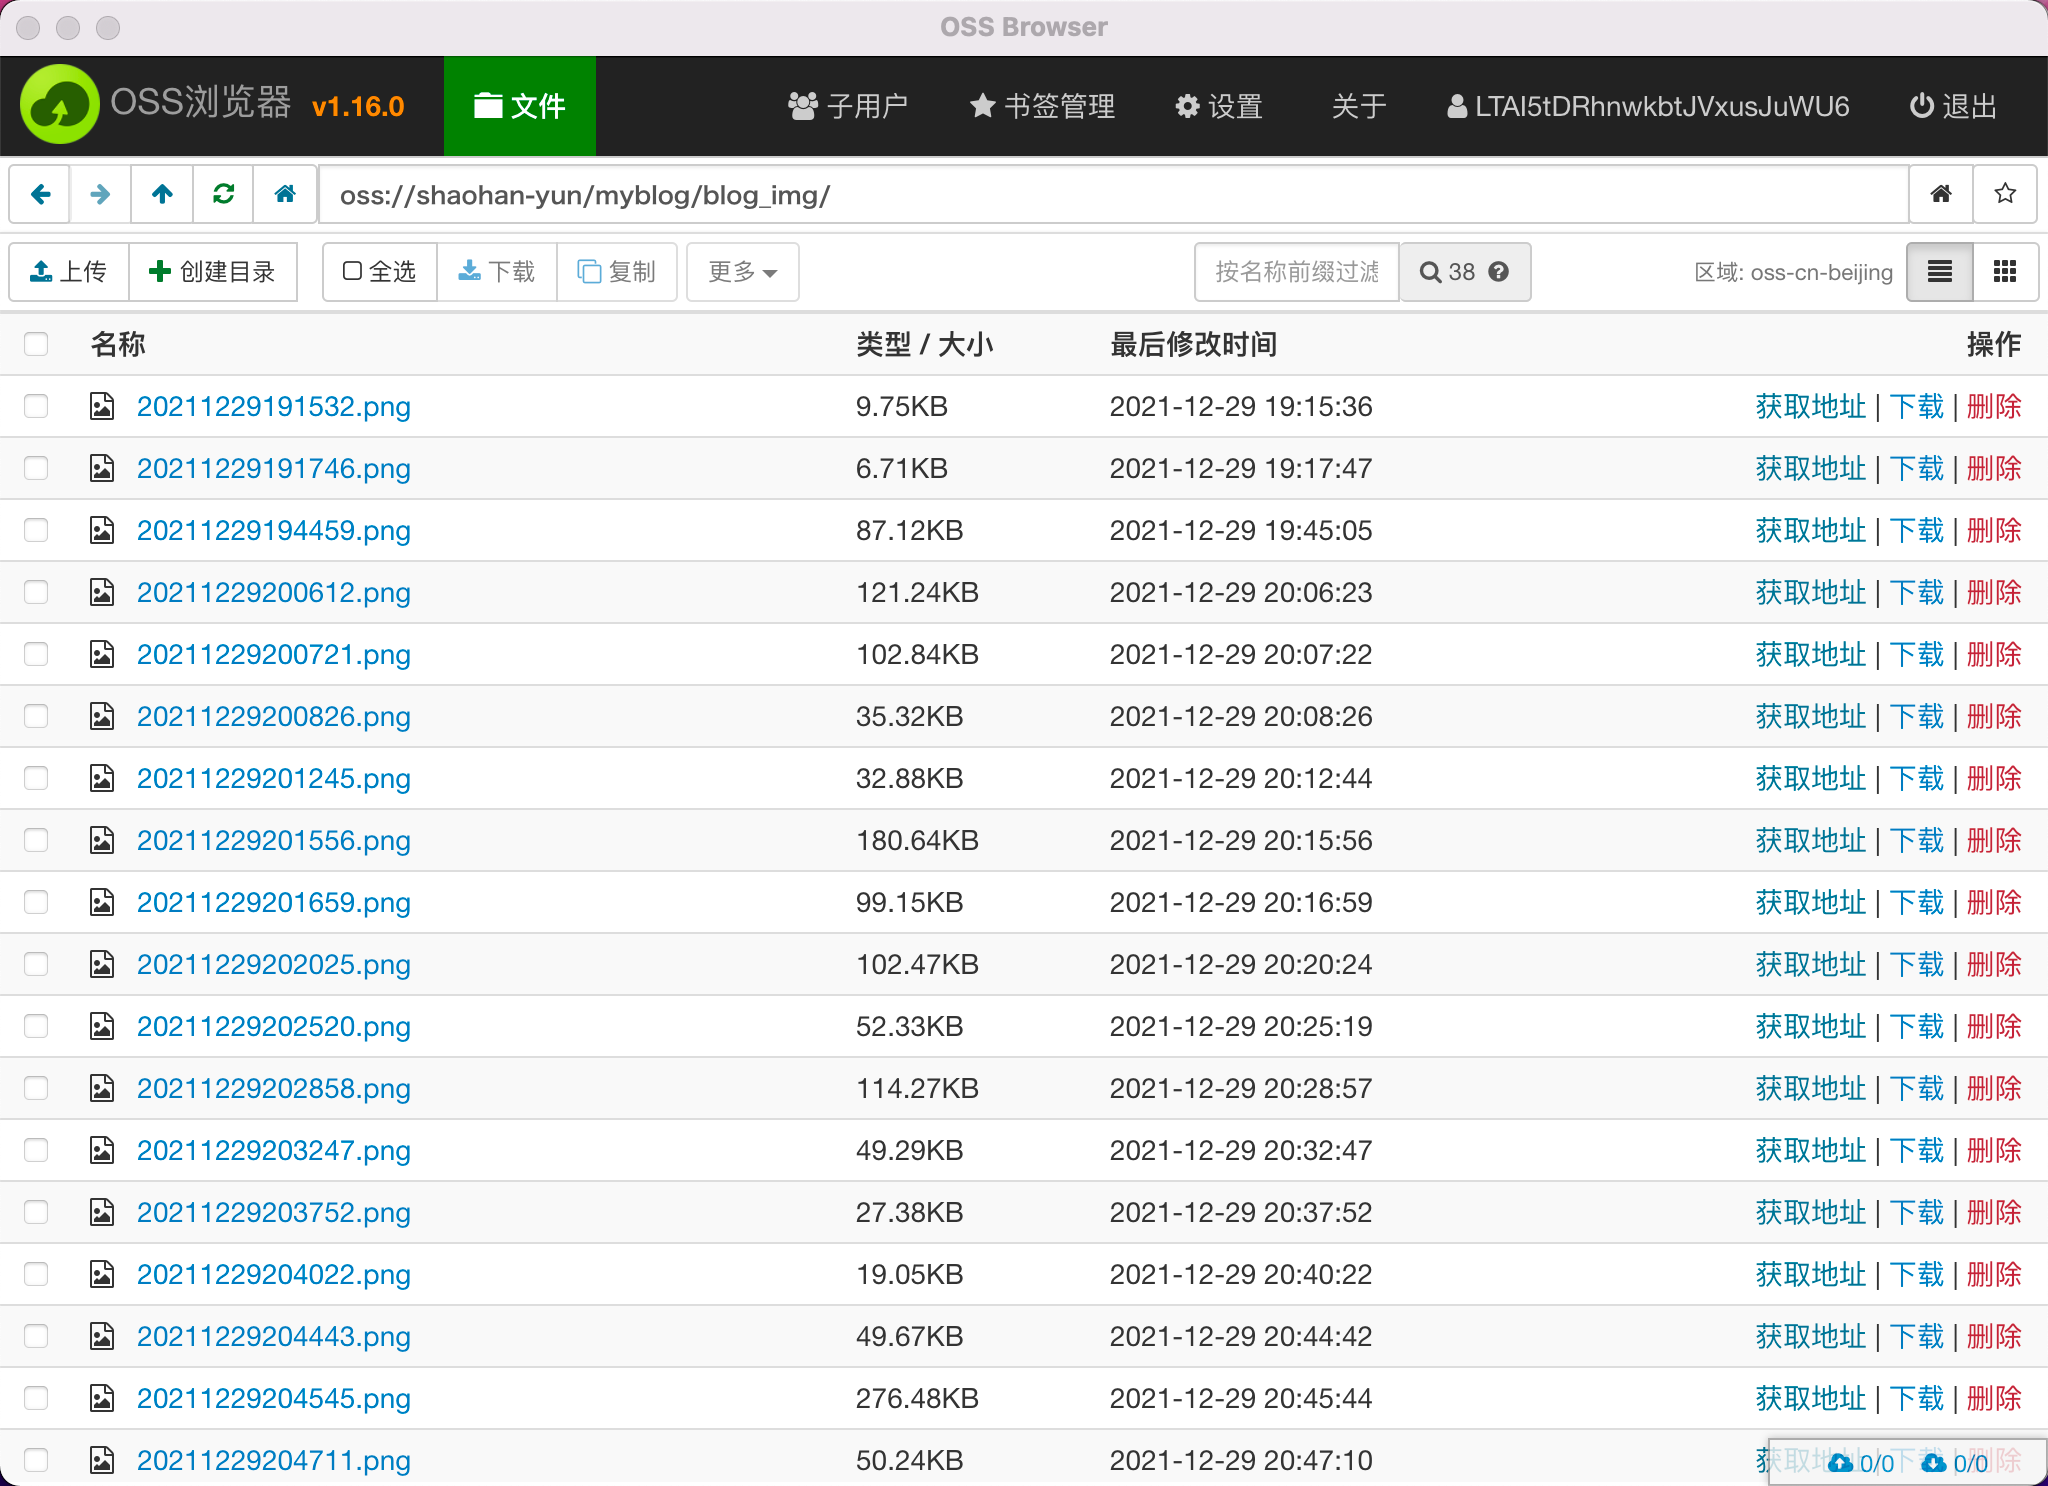 OSS Browser
OSS浏览器 v1.16.0 文件 子用户 书签管理 设置 关于 LTAI5tDRhnwkbtJVxusJuWU6 退出
oss://shaohan-yun/myblog/blog_img/
上传 创建目录 全选 下载 复制 更多 按名称前缀过滤 38 区域: oss-cn-beijing
名称 类型 / 大小 最后修改时间 操作
20211229191532.png 9.75KB 2021-12-29 19:15:36 获取地址 | 下载 | 删除
20211229191746.png 6.71KB 2021-12-29 19:17:47 获取地址 | 下载 | 删除
20211229194459.png 87.12KB 2021-12-29 19:45:05 获取地址 | 下载 | 删除
20211229200612.png 121.24KB 2021-12-29 20:06:23 获取地址 | 下载 | 删除
20211229200721.png 102.84KB 2021-12-29 20:07:22 获取地址 | 下载 | 删除
20211229200826.png 35.32KB 2021-12-29 20:08:26 获取地址 | 下载 | 删除
20211229201245.png 32.88KB 2021-12-29 20:12:44 获取地址 | 下载 | 删除
20211229201556.png 180.64KB 2021-12-29 20:15:56 获取地址 | 下载 | 删除
20211229201659.png 99.15KB 2021-12-29 20:16:59 获取地址 | 下载 | 删除
20211229202025.png 102.47KB 2021-12-29 20:20:24 获取地址 | 下载 | 删除
20211229202520.png 52.33KB 2021-12-29 20:25:19 获取地址 | 下载 | 删除
20211229202858.png 114.27KB 2021-12-29 20:28:57 获取地址 | 下载 | 删除
20211229203247.png 49.29KB 2021-12-29 20:32:47 获取地址 | 下载 | 删除
20211229203752.png 27.38KB 2021-12-29 20:37:52 获取地址 | 下载 | 删除
20211229204022.png 19.05KB 2021-12-29 20:40:22 获取地址 | 下载 | 删除
20211229204443.png 49.67KB 2021-12-29 20:44:42 获取地址 | 下载 | 删除
20211229204545.png 276.48KB 2021-12-29 20:45:44 获取地址 | 下载 | 删除
20211229204711.png 50.24KB 2021-12-29 20:47:10 获取地址 | 下载 | 删除
0/0 0/0